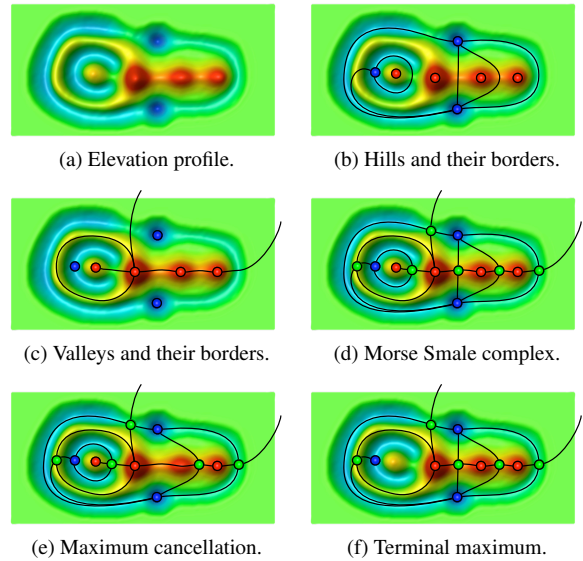 (a) Elevation profile.
(b) Hills and their borders.
(c) Valleys and their borders.
(d) Morse Smale complex.
(e) Maximum cancellation.
(f) Terminal maximum.